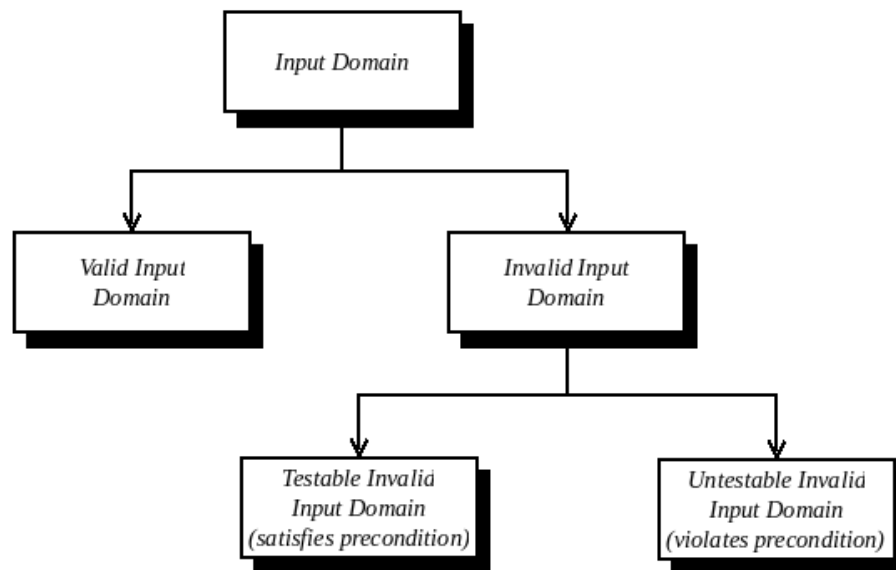 Input Domain
Valid Input
Domain
Invalid Input
Domain
Testable Invalid
Input Domain
(satisfies precondition)
Untestable Invalid
Input Domain
(violates precondition)